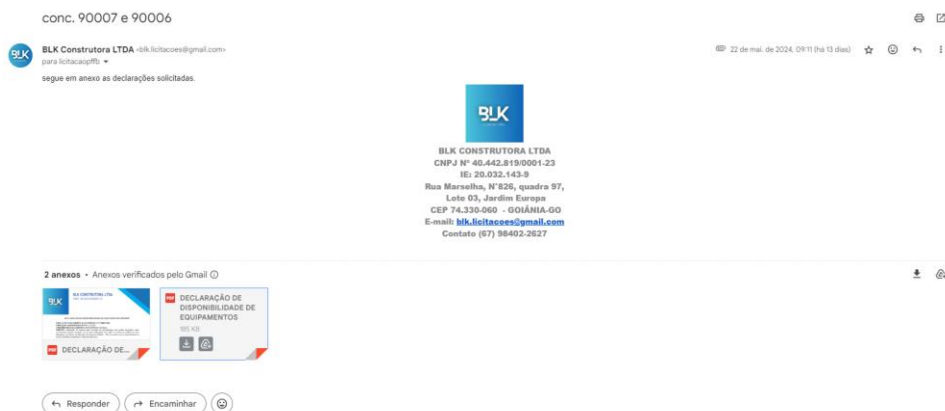 conc. 90007 e 90006
BLK Construtora LTDA <blk.licitacoes@gmail.com>
22 de mai. de 2024, 09:11 (há 13 dias)
para licitacaopffb
segue em anexo as declarações solicitadas.
BLK
BLK CONSTRUTORA LTDA
CNPJ Nº 40.442.819/0001-23
IE: 20.032.143-9
Rua Marselha, N°826, quadra 97,
Lote 03, Jardim Europa
CEP 74.330-060 - GOIÂNIA-GO
E-mail: blk.licitacoes@gmail.com
Contato (67) 98402-2627
2 anexos • Anexos verificados pelo Gmail
BLK
PDF DECLARAÇÃO DE...
PDF DECLARAÇÃO DE
DISPONIBILIDADE DE
EQUIPAMENTOS
185 KB
Responder
Encaminhar